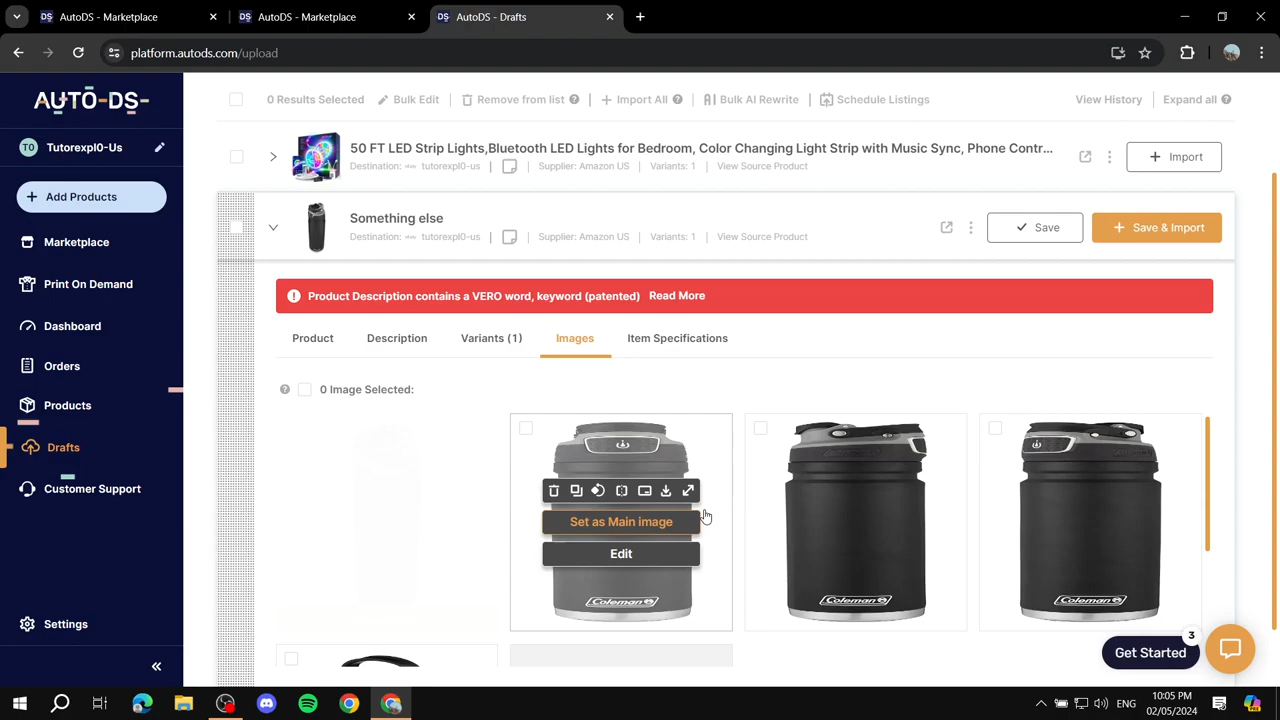 AutoDS - Marketplace
AutoDS - Marketplace
AutoDS - Drafts
platform.autods.com/upload
AUTO-DS
TO Tutorexpl0-Us
Add Products
Marketplace
Print On Demand
Dashboard
Orders
Products
Drafts
Customer Support
Settings
0 Results Selected Bulk Edit Remove from list Import All Bulk AI Rewrite Schedule Listings View History Expand all
50 FT LED Strip Lights,Bluetooth LED Lights for Bedroom, Color Changing Light Strip with Music Sync, Phone Contr...
Destination: ebay tutorexpl0-us Supplier: Amazon US Variants: 1 View Source Product
Import
Something else
Destination: ebay tutorexpl0-us Supplier: Amazon US Variants: 1 View Source Product
Save
Save & Import
Product Description contains a VERO word, keyword (patented) Read More
Product Description Variants (1) Images Item Specifications
0 Image Selected:
Set as Main image
Edit
Coleman
Coleman
Coleman
Get Started
3
ENG
10:05 PM
02/05/2024